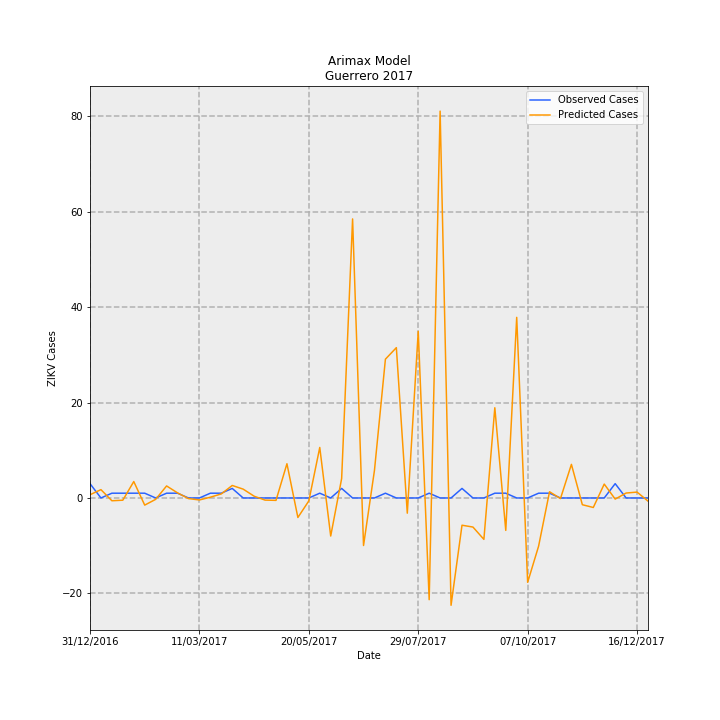 Arimax Model
Guerrero 2017
Observed Cases
Predicted Cases
80
60
40
20
0
−20
ZIKV Cases
31/12/2016
11/03/2017
20/05/2017
29/07/2017
07/10/2017
16/12/2017
Date